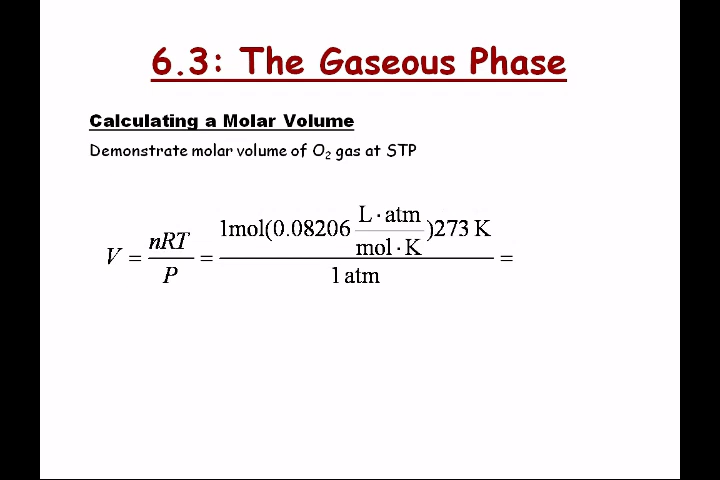 6.3: The Gaseous Phase
Calculating a Molar Volume
Demonstrate molar volume of O₂ gas at STP
V = nRT / P = 1mol(0.08206 L·atm / mol·K)273 K / 1 atm =